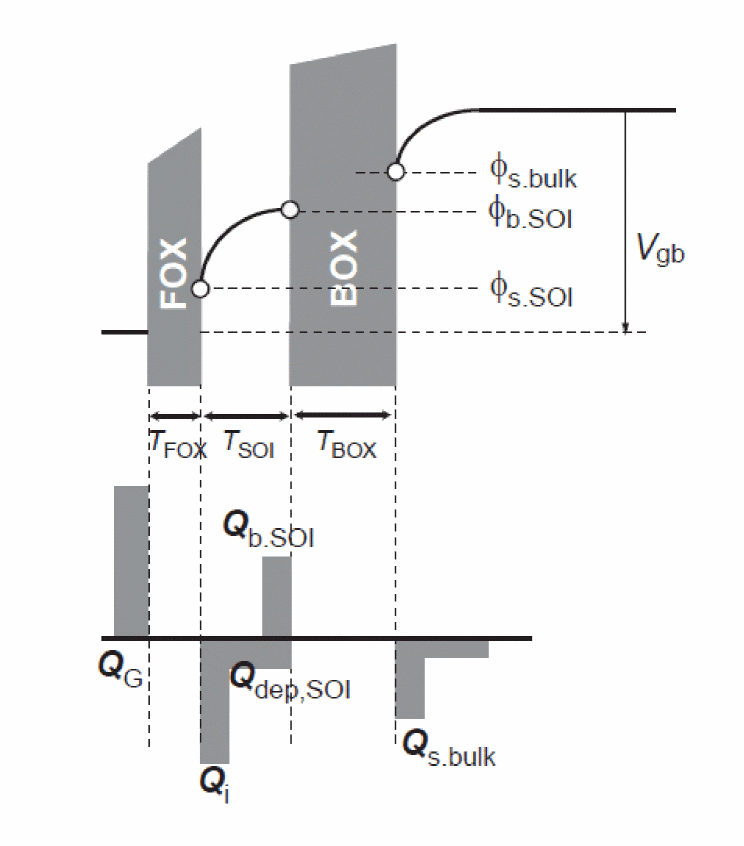 ϕs.bulk
ϕb.SOI
Vgb
ϕs.SOI
FOX
BOX
TFOX
TSOI
TBOX
Qb.SOI
QG
Qdep,SOI
Qs.bulk
Qi